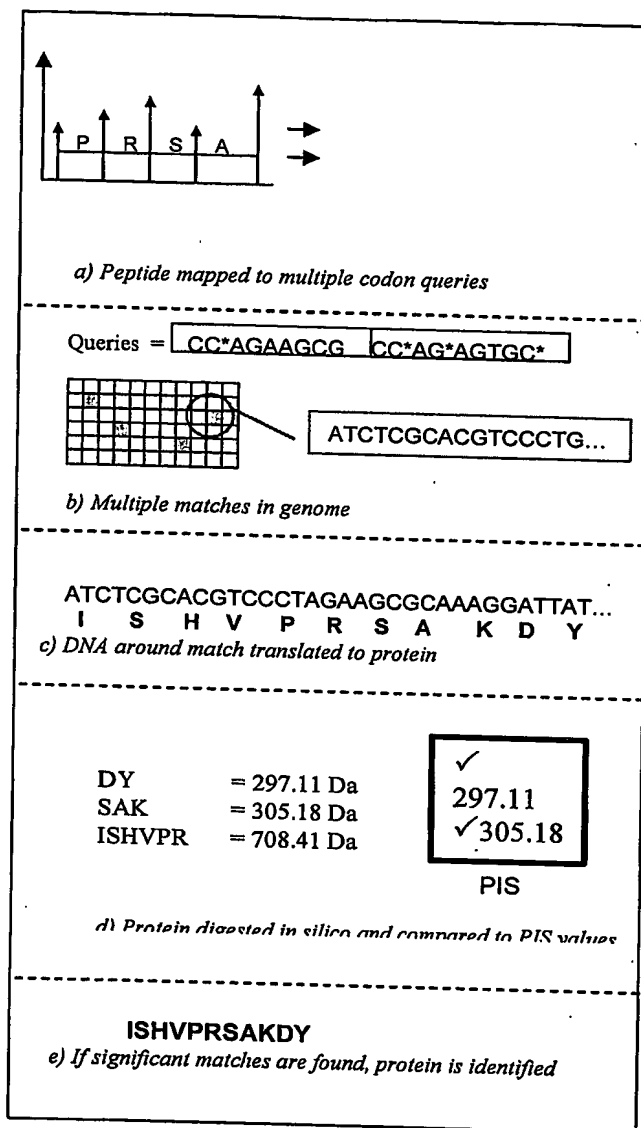 P R S A
a) Peptide mapped to multiple codon queries
Queries = CC*AGAAGCG CC*AG*AGTGC*
ATCTCGCACGTCCCTG...
b) Multiple matches in genome
ATCTCGCACGTCCCTAGAAGCGCAAAGGATTAT...
I S H V P R S A K D Y
c) DNA around match translated to protein
DY = 297.11 Da
SAK = 305.18 Da
ISHVPR = 708.41 Da
✓
297.11
✓305.18
PIS
d) Protein digested in silico and compared to PIS values
ISHVPRSAKDY
e) If significant matches are found, protein is identified